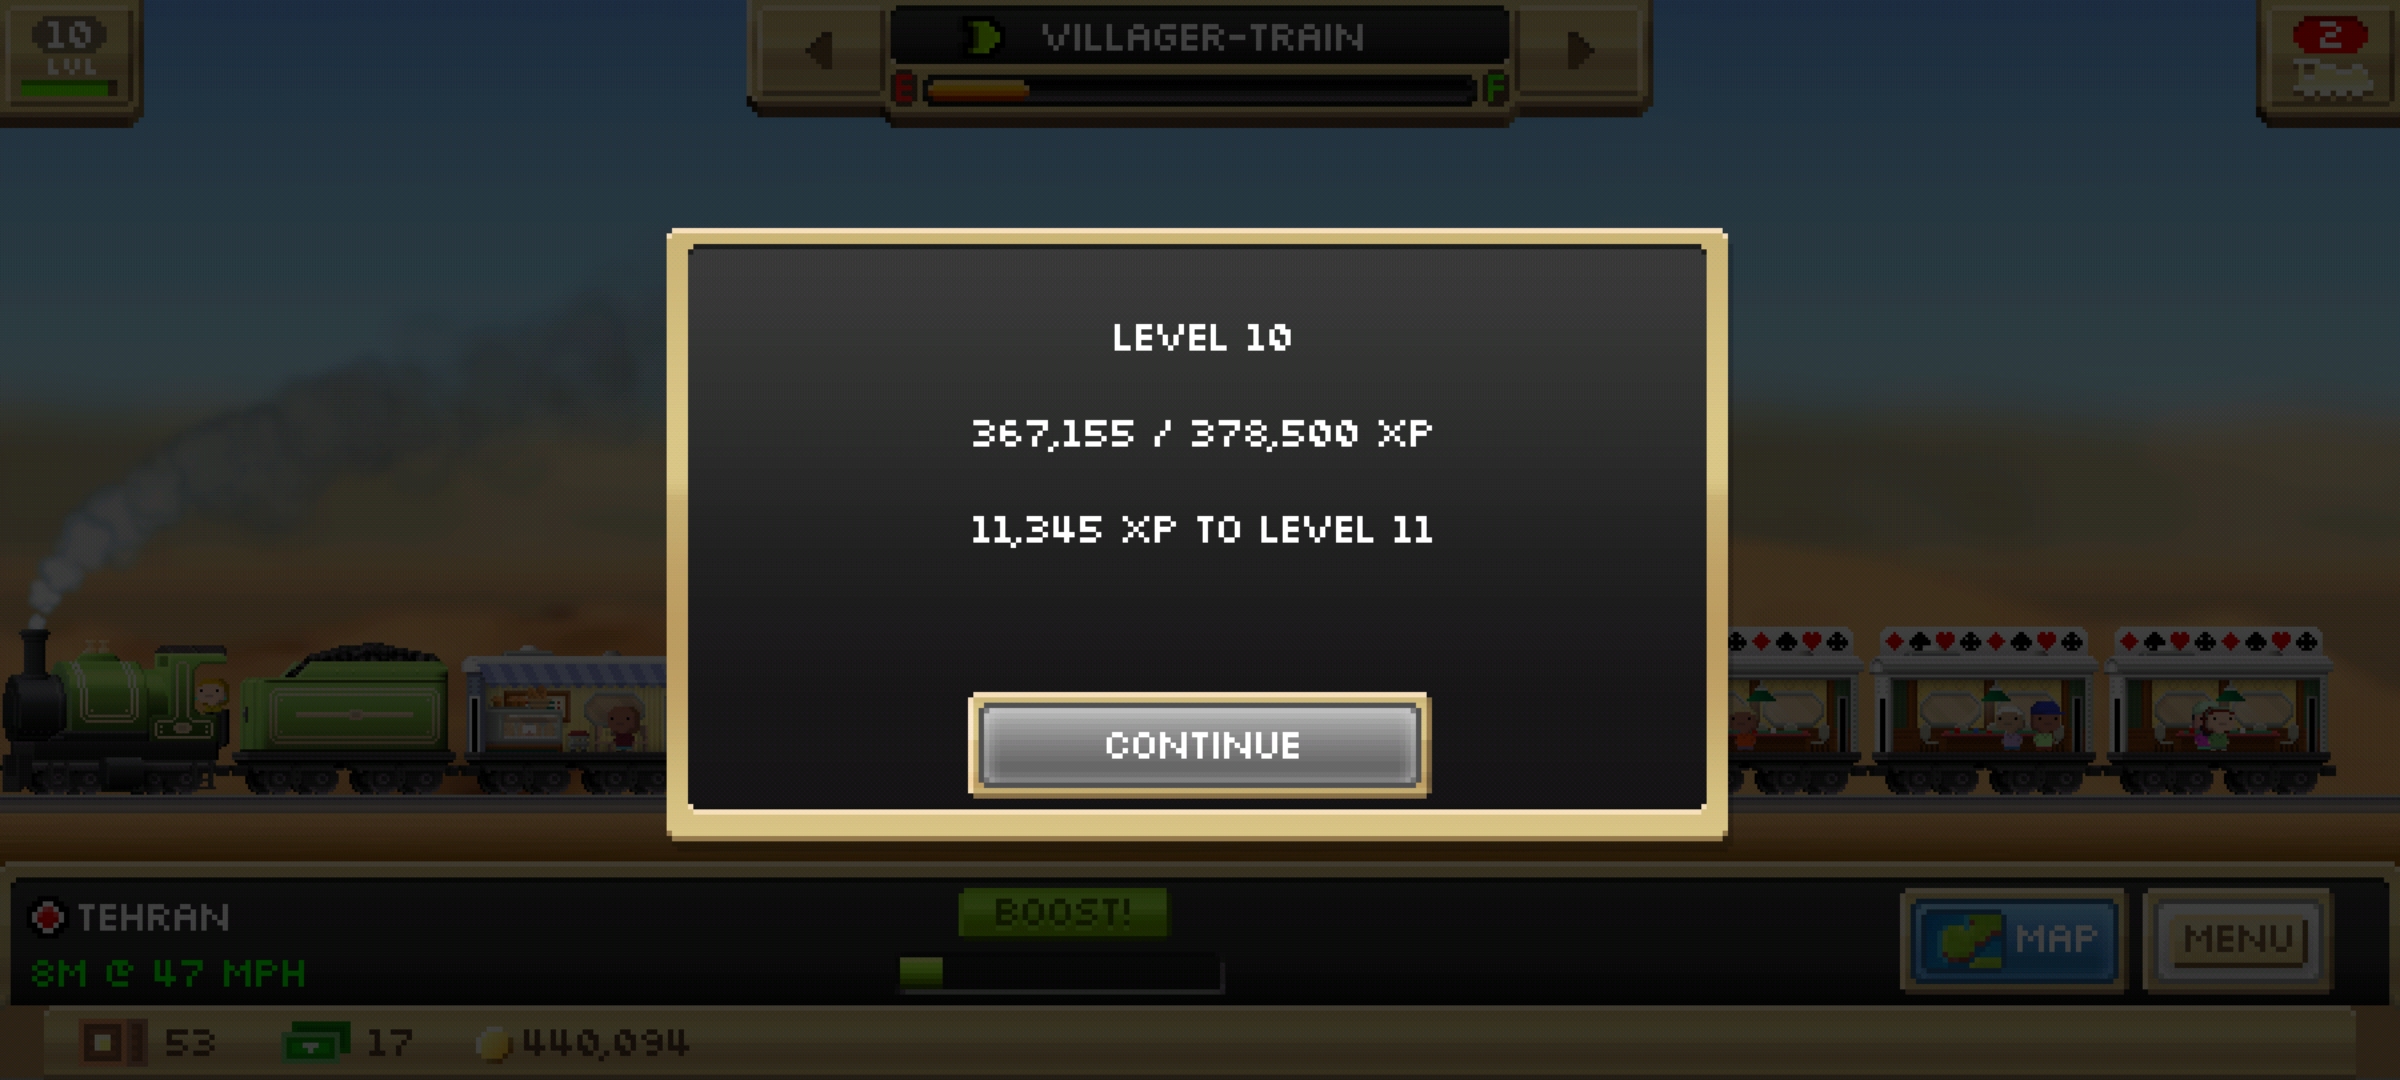 10
LVL
VILLAGER-TRAIN
E F
2
LEVEL 10
367,155 / 378,500 XP
11,345 XP TO LEVEL 11
CONTINUE
TEHRAN
8M @ 47 MPH
BOOST!
MAP
MENU
53 17 440,094